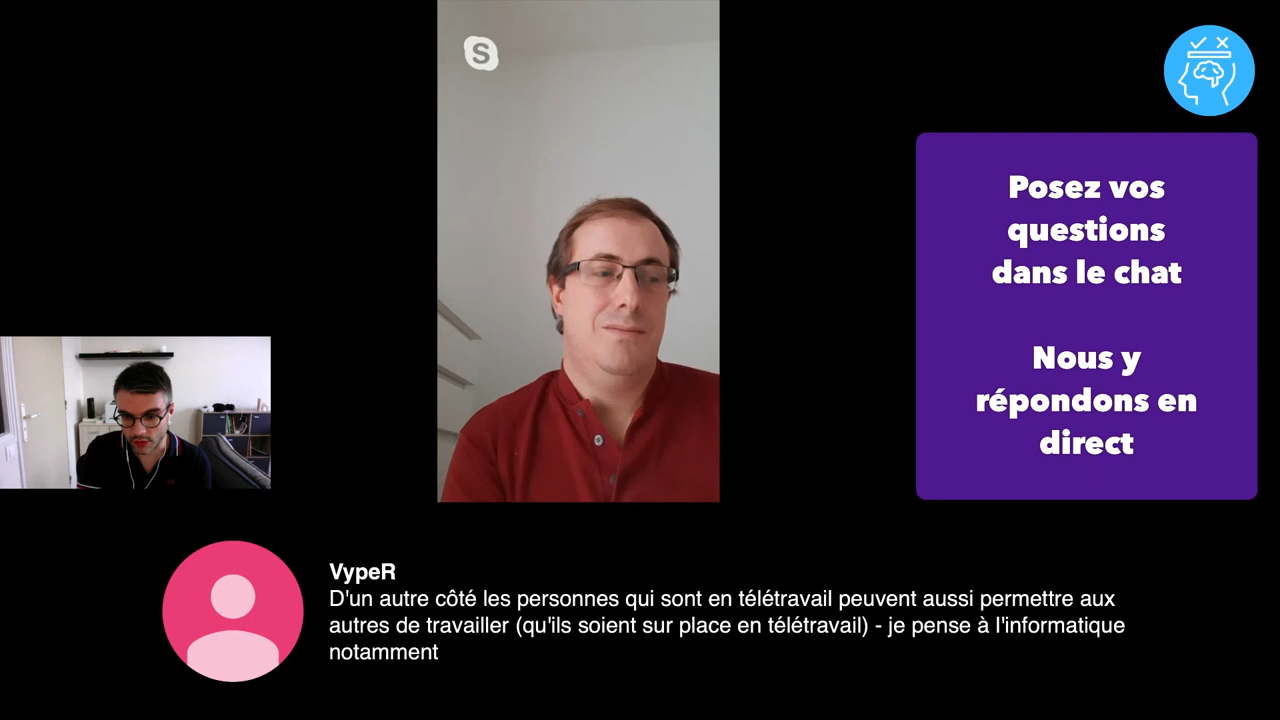 S
Posez vos
questions
dans le chat
Nous y
répondons en
direct
VypeR
D'un autre côté les personnes qui sont en télétravail peuvent aussi permettre aux
autres de travailler (qu'ils soient sur place en télétravail) - je pense à l'informatique
notamment